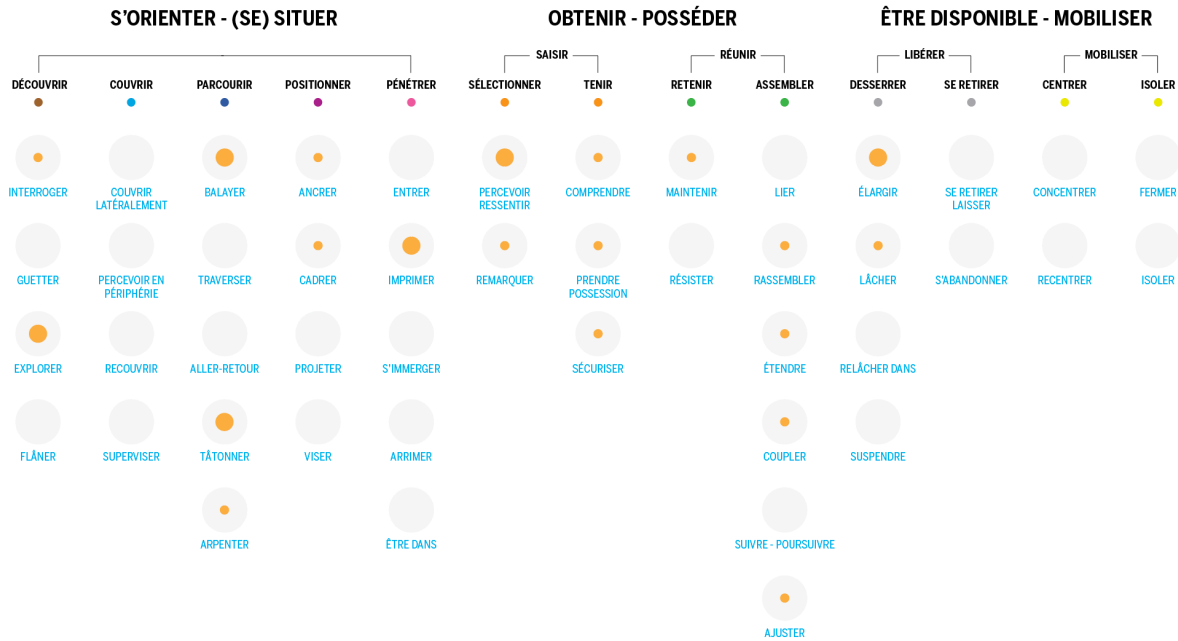 S'ORIENTER - (SE) SITUER
OBTENIR - POSSÉDER
ÊTRE DISPONIBLE - MOBILISER
SAISIR
RÉUNIR
LIBÉRER
MOBILISER
DÉCOUVRIR
COUVRIR
PARCOURIR
POSITIONNER
PÉNÉTRER
SÉLECTIONNER
TENIR
RETENIR
ASSEMBLER
DESSERRER
SE RETIRER
CENTRER
ISOLER
INTERROGER
COUVRIR
LATÉRALEMENT
BALAYER
ANCRER
ENTRER
PERCEVOIR
RESSENTIR
COMPRENDRE
MAINTENIR
LIER
ÉLARGIR
SE RETIRER
LAISSER
CONCENTRER
FERMER
GUETTER
PERCEVOIR EN
PÉRIPHÉRIE
TRAVERSER
CADRER
IMPRIMER
REMARQUER
PRENDRE
POSSESSION
RÉSISTER
RASSEMBLER
LÂCHER
S'ABANDONNER
RECENTRER
ISOLER
EXPLORER
RECOUVRIR
ALLER-RETOUR
PROJETER
S'IMMERGER
SÉCURISER
ÉTENDRE
RELÂCHER DANS
FLÂNER
SUPERVISER
TÂTONNER
VISER
ARRIMER
COUPLER
SUSPENDRE
ARPENTER
ÊTRE DANS
SUIVRE - POURSUIVRE
AJUSTER